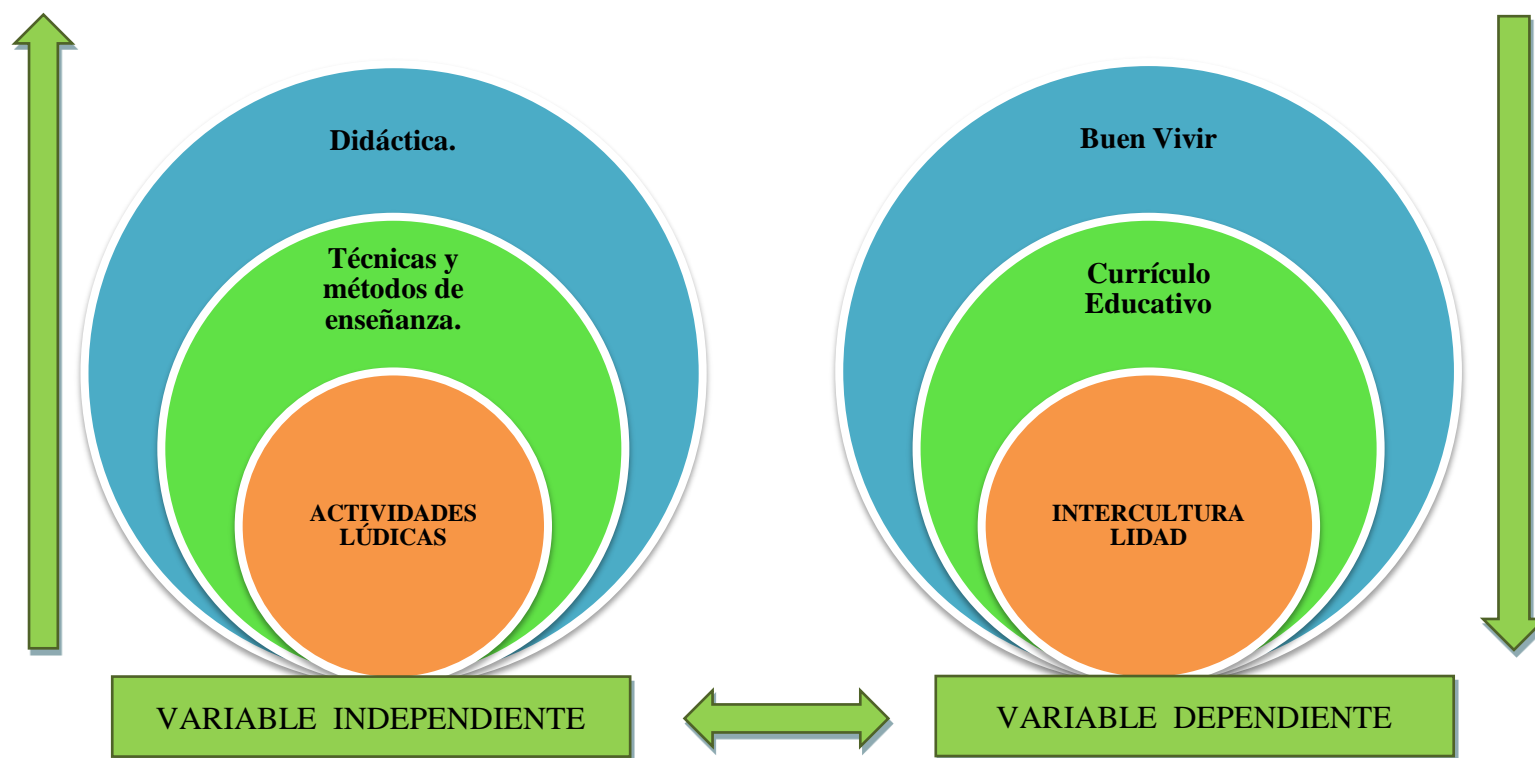 Didáctica.
Técnicas y
métodos de
enseñanza.
ACTIVIDADES
LÚDICAS
VARIABLE  INDEPENDIENTE
Buen Vivir
Currículo
Educativo
INTERCULTURA
LIDAD
VARIABLE  DEPENDIENTE